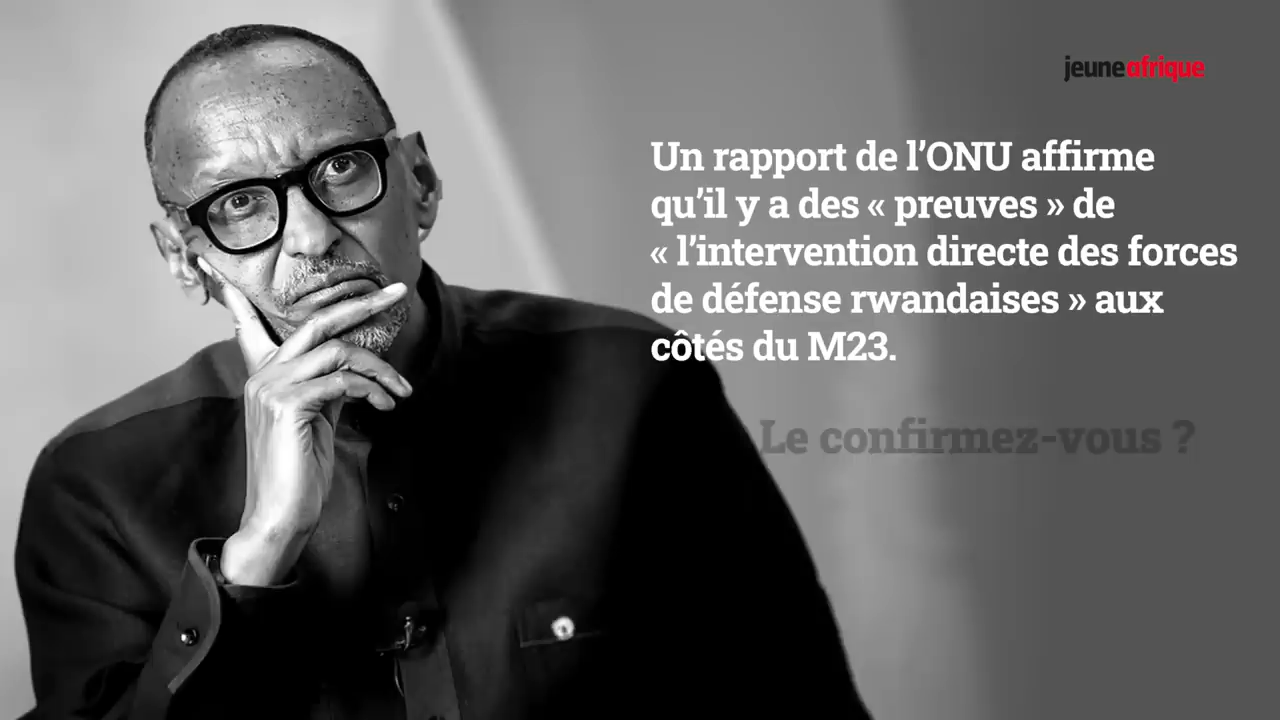 jeuneafrique
Un rapport de l’ONU affirme
qu’il y a des « preuves » de
« l’intervention directe des forces
de défense rwandaises » aux
côtés du M23.
Le confirmez-vous ?